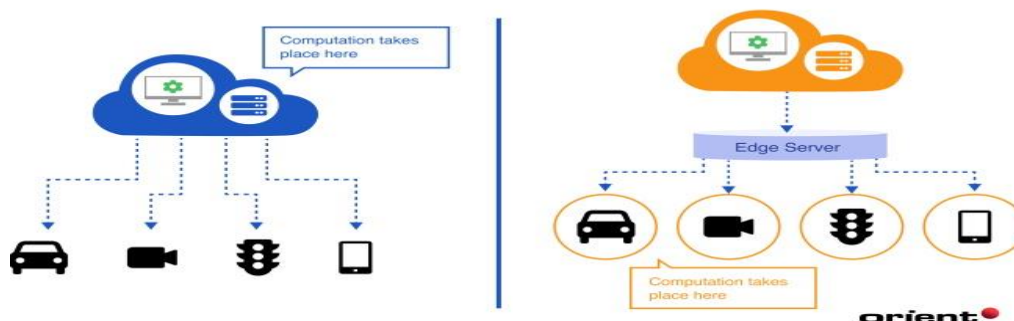 Computation takes
place here
Edge Server
Computation takes
place here
orient